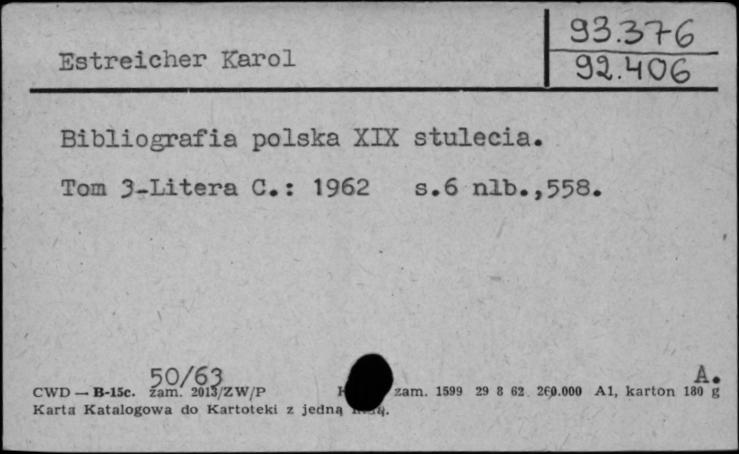 93.376
Estreicher Karol
92.406
Bibliografia polska XIX stulecia.
Tom 3-Litera C.: 1962 s.6 nlb.,558.
50/63 A.
CWD — B-15c. zam. 2013/ZW/P zam. 1599 29 8 62 260.000 A1, karton 180 g
Karta Katalogowa do Kartoteki z jedną